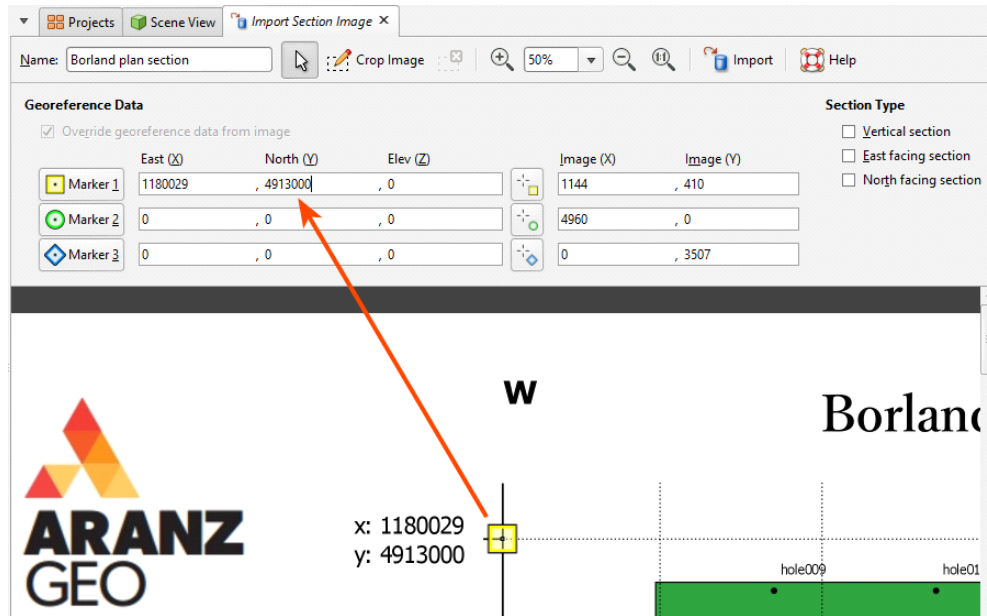 Projects Scene View Import Section Image ×
Name: Borland plan section Crop Image 50% Import Help
Georeference Data Section Type
Override georeference data from image Vertical section
East (X) North (Y) Elev (Z) Image (X) Image (Y) East facing section
Marker 1 1180029 , 4913000 , 0 1144 , 410 North facing section
Marker 2 0 , 0 , 0 4960 , 0
Marker 3 0 , 0 , 0 0 , 3507
W
Borland
ARANZ
GEO
x: 1180029
y: 4913000
hole009 hole01